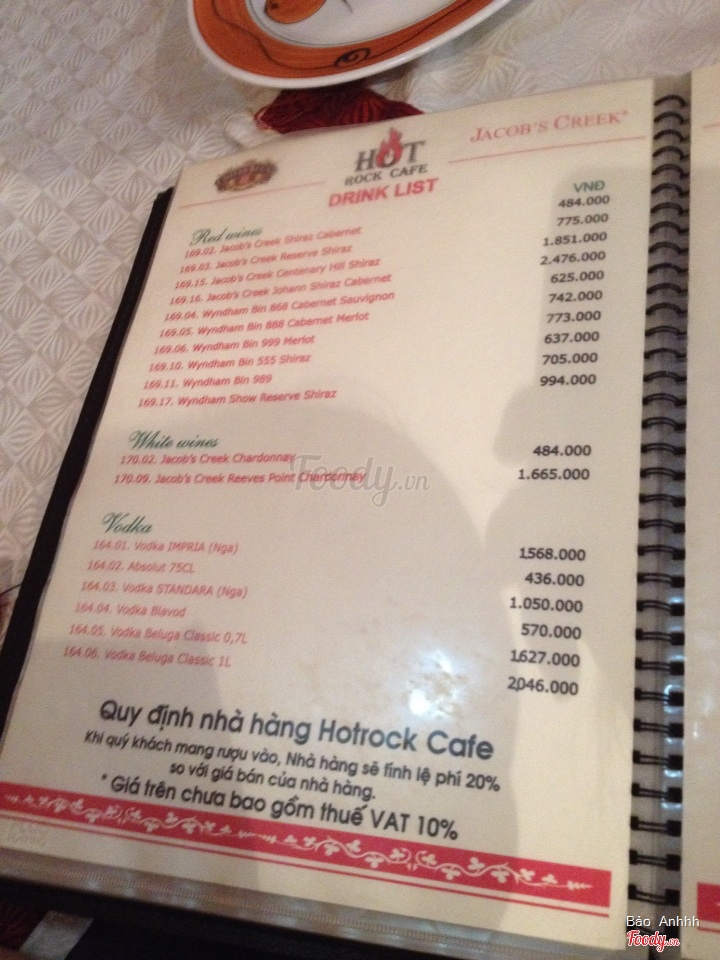 JACOB'S CREEK®
HOT
ROCK CAFE
DRINK LIST
VNĐ
Red wines
169.02. Jacob's Creek Shiraz Cabernet 484.000
169.03. Jacob's Creek Reserve Shiraz 775.000
169.15. Jacob's Creek Centenary Hill Shiraz 1.851.000
169.16. Jacob's Creek Johann Shiraz Cabernet 2.476.000
169.04. Wyndham Bin 868 Cabernet Sauvignon 625.000
169.05. Wyndham Bin 888 Cabernet Merlot 742.000
169.06. Wyndham Bin 999 Merlot 773.000
169.10. Wyndham Bin 555 Shiraz 637.000
169.11. Wyndham Bin 989 705.000
169.17. Wyndham Show Reserve Shiraz 994.000
White wines
170.02. Jacob's Creek Chardonnay 484.000
170.09. Jacob's Creek Reeves Point Chardonnay 1.665.000
Foody.vn
Vodka
164.01. Vodka IMPRIA (Nga) 1,568.000
164.02. Absolut 75CL 436.000
164.03. Vodka STANDARA (Nga) 1.050.000
164.04. Vodka Blavod 570.000
164.05. Vodka Beluga Classic 0,7L 1,627.000
164.06. Vodka Beluga Classic 1L 2,046.000
Quy định nhà hàng Hotrock Cafe
Khi quý khách mang rượu vào, Nhà hàng sẽ tính lệ phí 20%
so với giá bán của nhà hàng.
* Giá trên chưa bao gồm thuế VAT 10%
Bảo Anhhh
Foody.vn